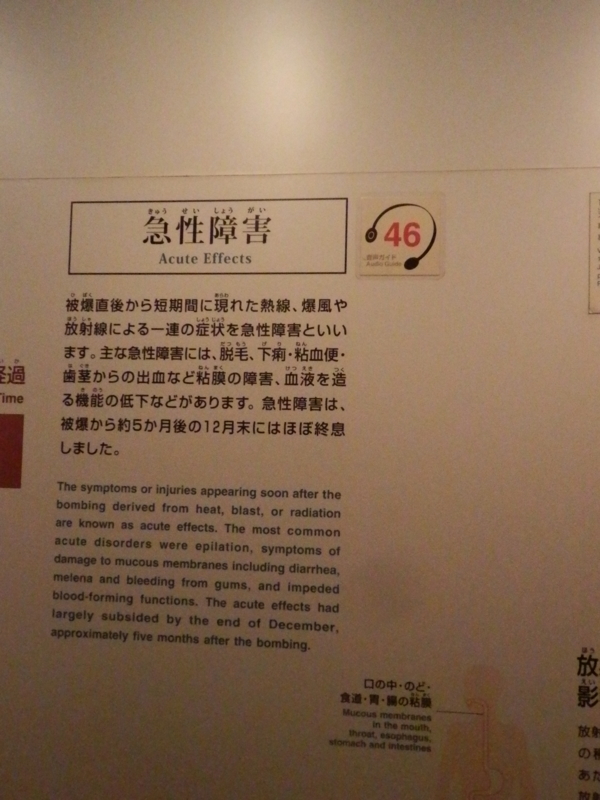 急性障害
Acute Effects
46
音声ガイド
Audio Guide
被爆直後から短期間に現れた熱線、爆風や
放射線による一連の症状を急性障害といい
ます。主な急性障害には、脱毛、下痢・粘血便・
歯茎からの出血など粘膜の障害、血液を造
る機能の低下などがあります。急性障害は、
被爆から約5か月後の12月末にはほぼ終息
しました。
The symptoms or injuries appearing soon after the
bombing derived from heat, blast, or radiation
are known as acute effects. The most common
acute disorders were epilation, symptoms of
damage to mucous membranes including diarrhea,
melena and bleeding from gums, and impeded
blood-forming functions. The acute effects had
largely subsided by the end of December,
approximately five months after the bombing.
経過
Time
口の中・のど・
食道・胃・腸の粘膜
Mucous membranes
in the mouth,
throat, esophagus,
stomach and intestines
放
影
放射
の種
あた
放射